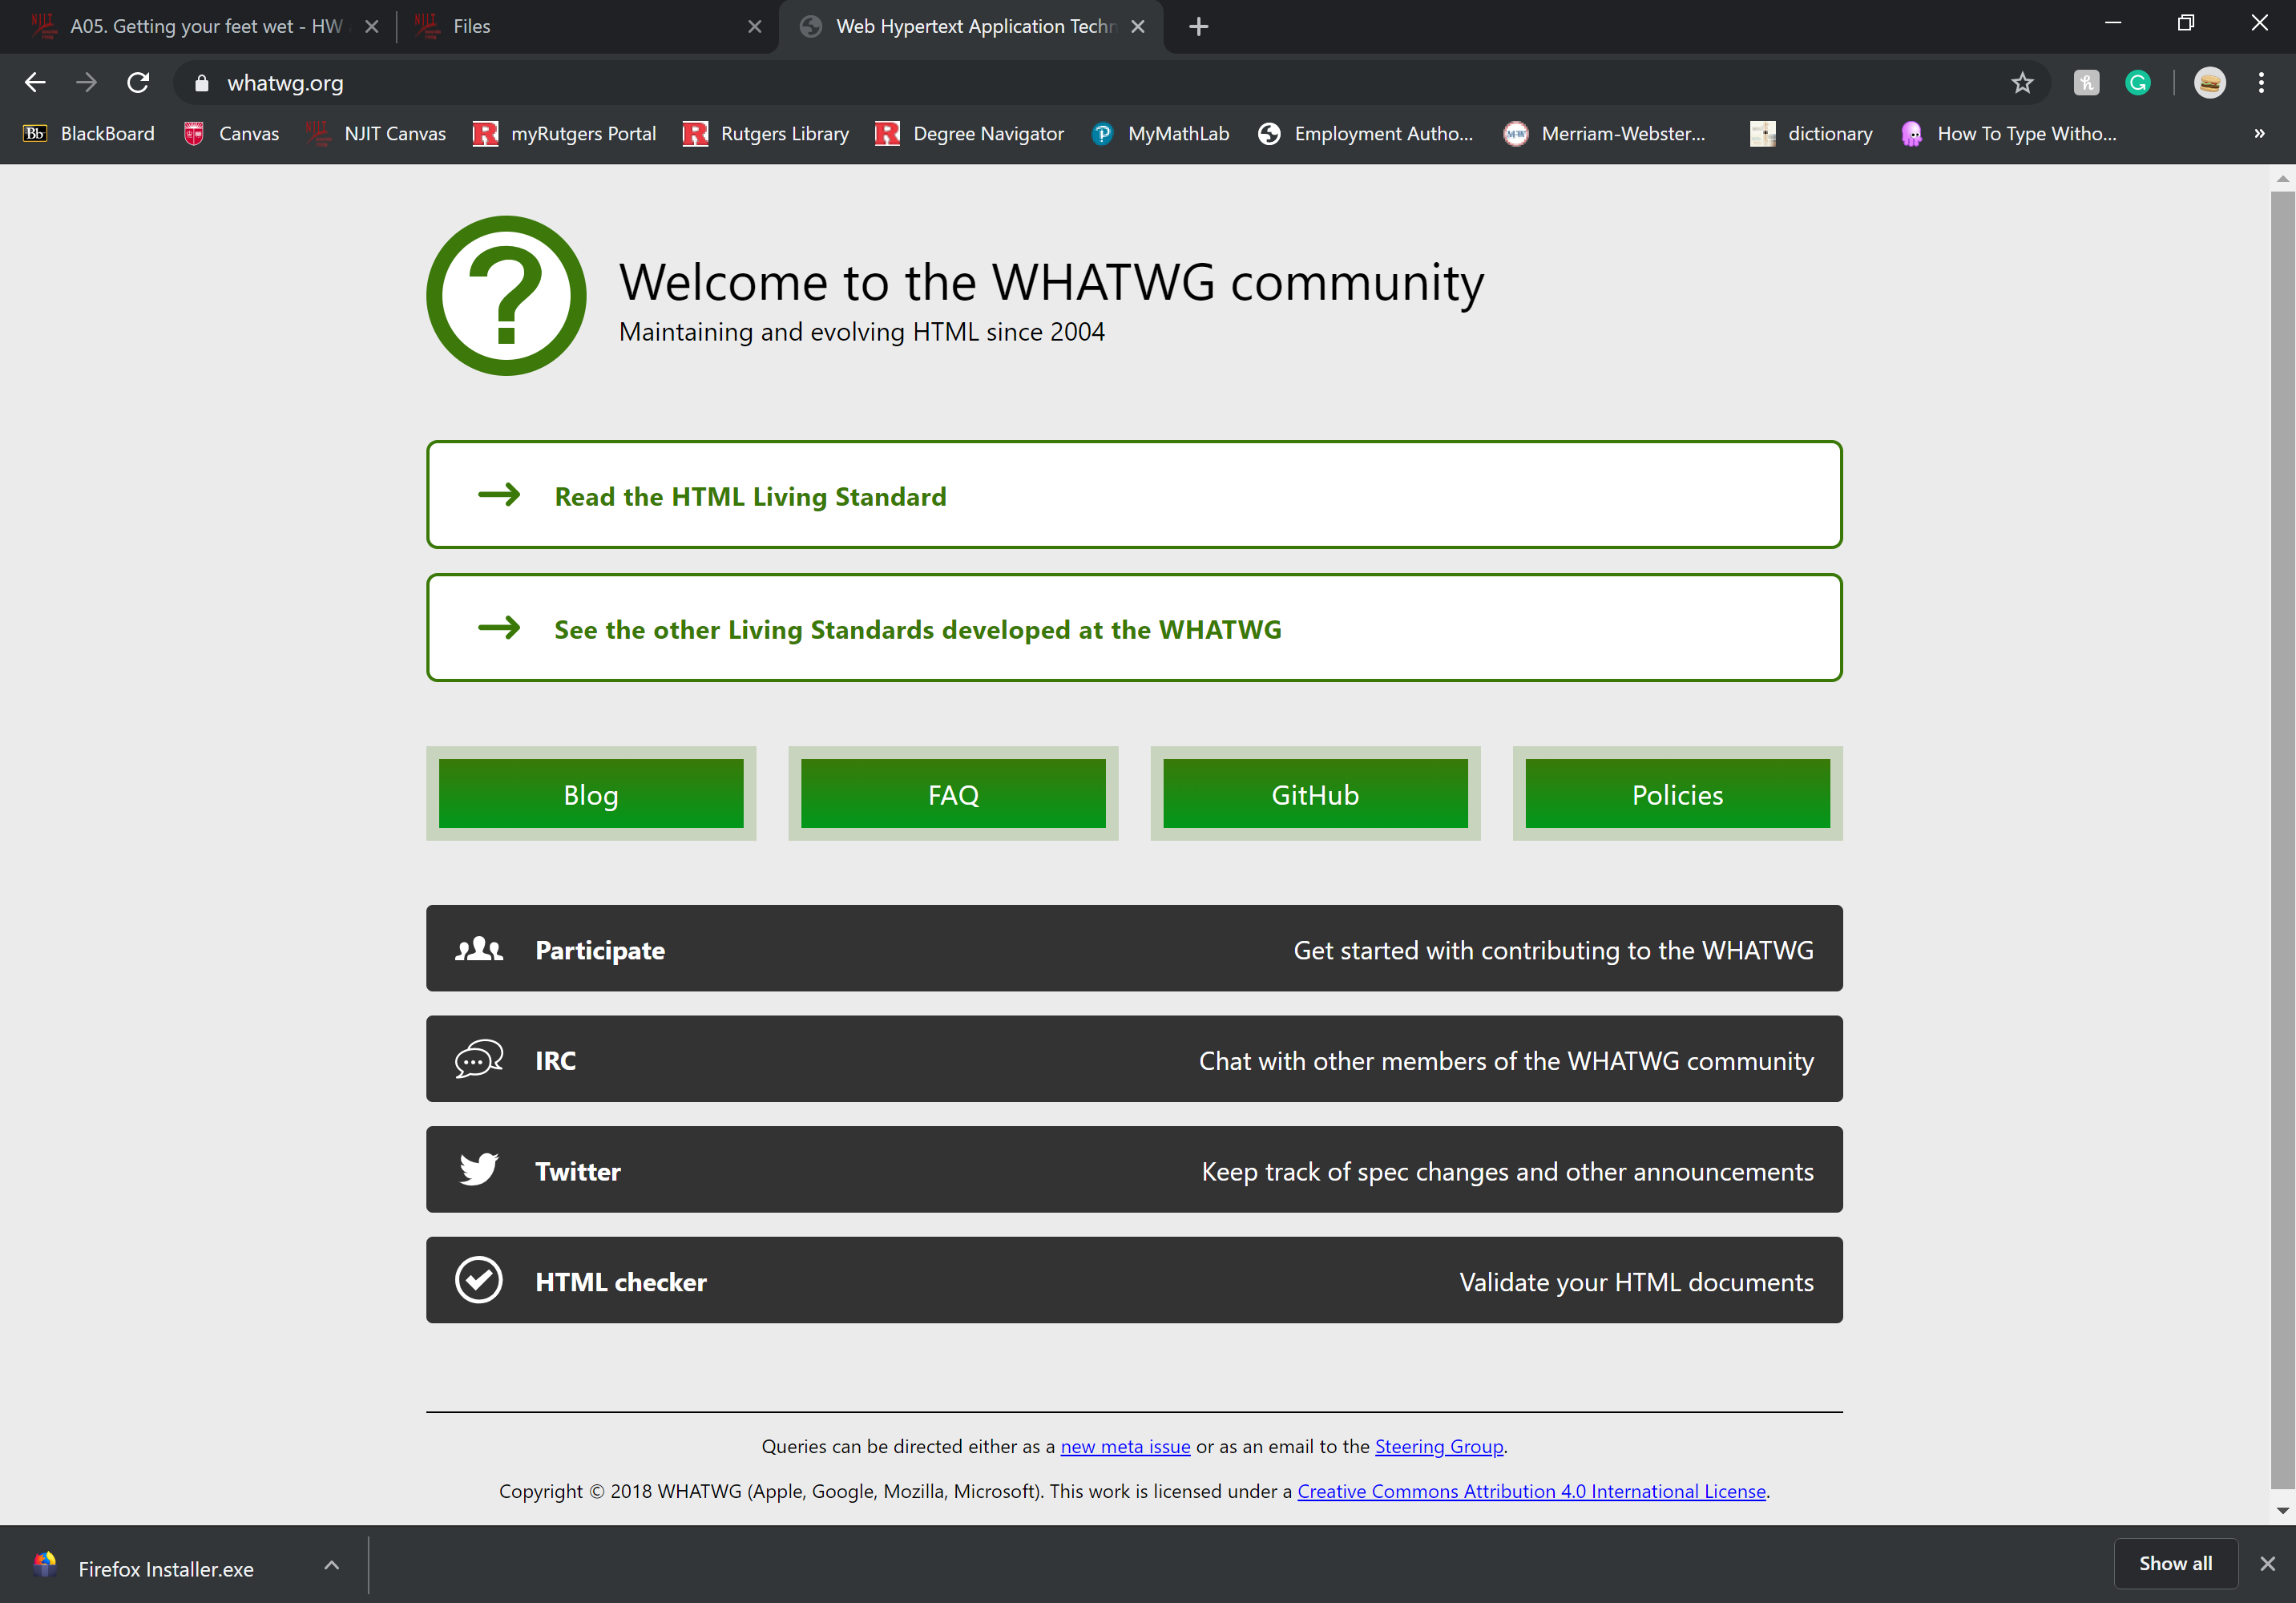 A05. Getting your feet wet - HW
Files
Web Hypertext Application Techn
whatwg.org
BlackBoard
Canvas
NJIT Canvas
myRutgers Portal
Rutgers Library
Degree Navigator
MyMathLab
Employment Autho...
Merriam-Webster...
dictionary
How To Type Witho...
Welcome to the WHATWG community
Maintaining and evolving HTML since 2004
Read the HTML Living Standard
See the other Living Standards developed at the WHATWG
Blog
FAQ
GitHub
Policies
Participate
Get started with contributing to the WHATWG
IRC
Chat with other members of the WHATWG community
Twitter
Keep track of spec changes and other announcements
HTML checker
Validate your HTML documents
Queries can be directed either as a new meta issue or as an email to the Steering Group.
Copyright © 2018 WHATWG (Apple, Google, Mozilla, Microsoft). This work is licensed under a Creative Commons Attribution 4.0 International License.
Firefox Installer.exe
Show all